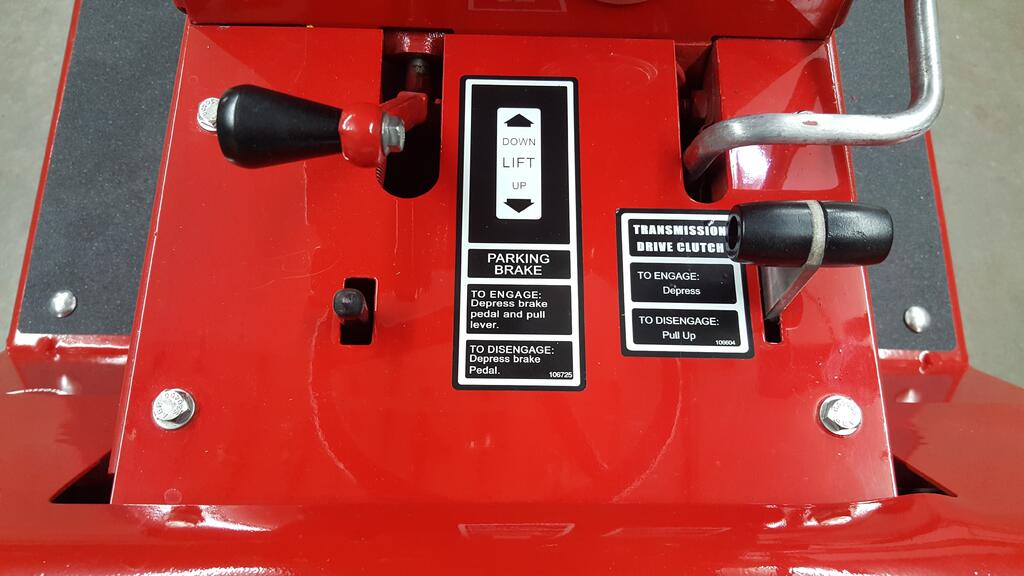 DOWN
LIFT
UP
PARKING
BRAKE
TO ENGAGE:
Depress brake
pedal and pull
lever.
TO DISENGAGE:
Depress brake
Pedal.
106725
TRANSMISSION
DRIVE CLUTCH
TO ENGAGE:
Depress
TO DISENGAGE:
Pull Up
106604